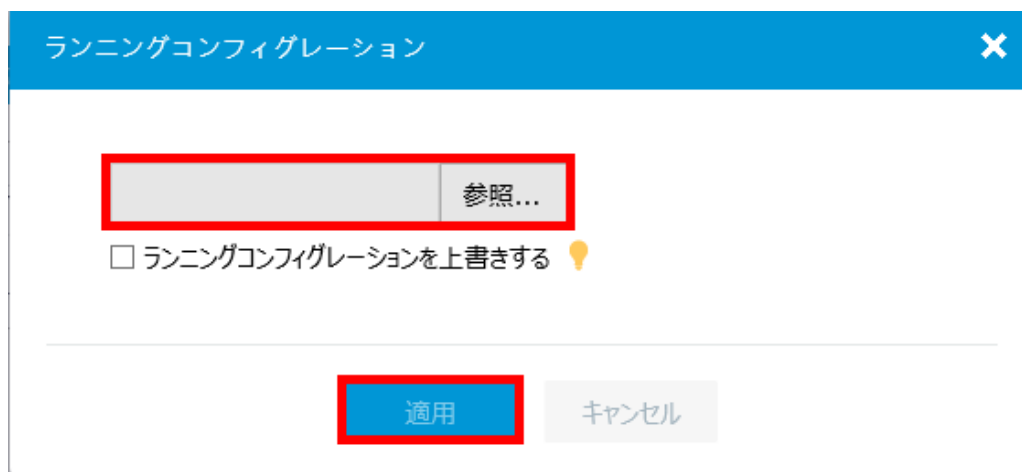 ランニングコンフィグレーション
参照...
ランニングコンフィグレーションを上書きする
適用
キャンセル